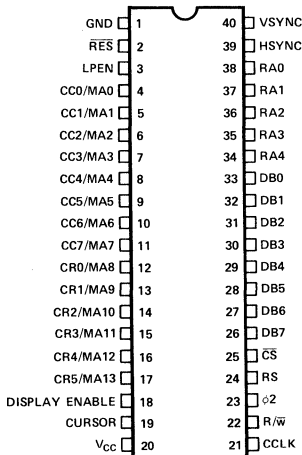 GND 1 40 VSYNC
R̅E̅S̅ 2 39 HSYNC
LPEN 3 38 RA0
CC0/MA0 4 37 RA1
CC1/MA1 5 36 RA2
CC2/MA2 6 35 RA3
CC3/MA3 7 34 RA4
CC4/MA4 8 33 DB0
CC5/MA5 9 32 DB1
CC6/MA6 10 31 DB2
CC7/MA7 11 30 DB3
CR0/MA8 12 29 DB4
CR1/MA9 13 28 DB5
CR2/MA10 14 27 DB6
CR3/MA11 15 26 DB7
CR4/MA12 16 25 C̅S̅
CR5/MA13 17 24 RS
DISPLAY ENABLE 18 23 ϕ2
CURSOR 19 22 R/w̅
VCC 20 21 CCLK